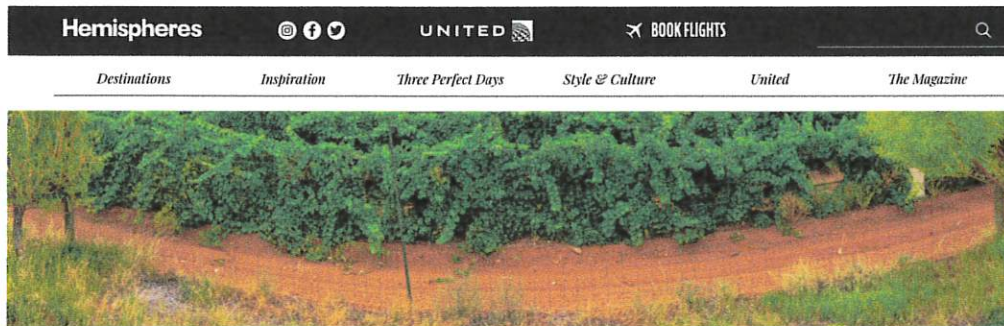 Hemispheres UNITED BOOK FLIGHTS
Destinations Inspiration Three Perfect Days Style & Culture United The Magazine